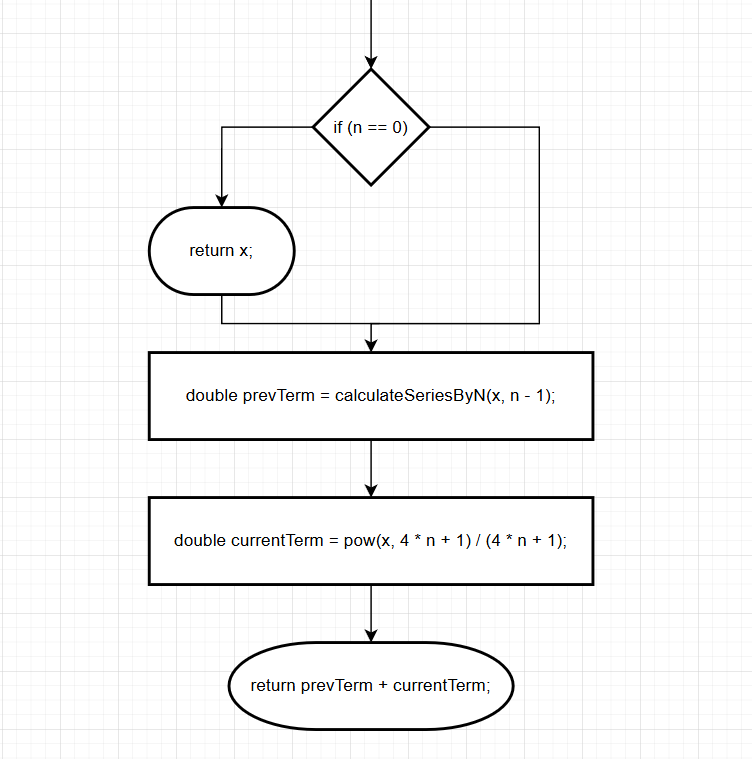 if (n == 0)
return x;
double prevTerm = calculateSeriesByN(x, n - 1);
double currentTerm = pow(x, 4 * n + 1) / (4 * n + 1);
return prevTerm + currentTerm;